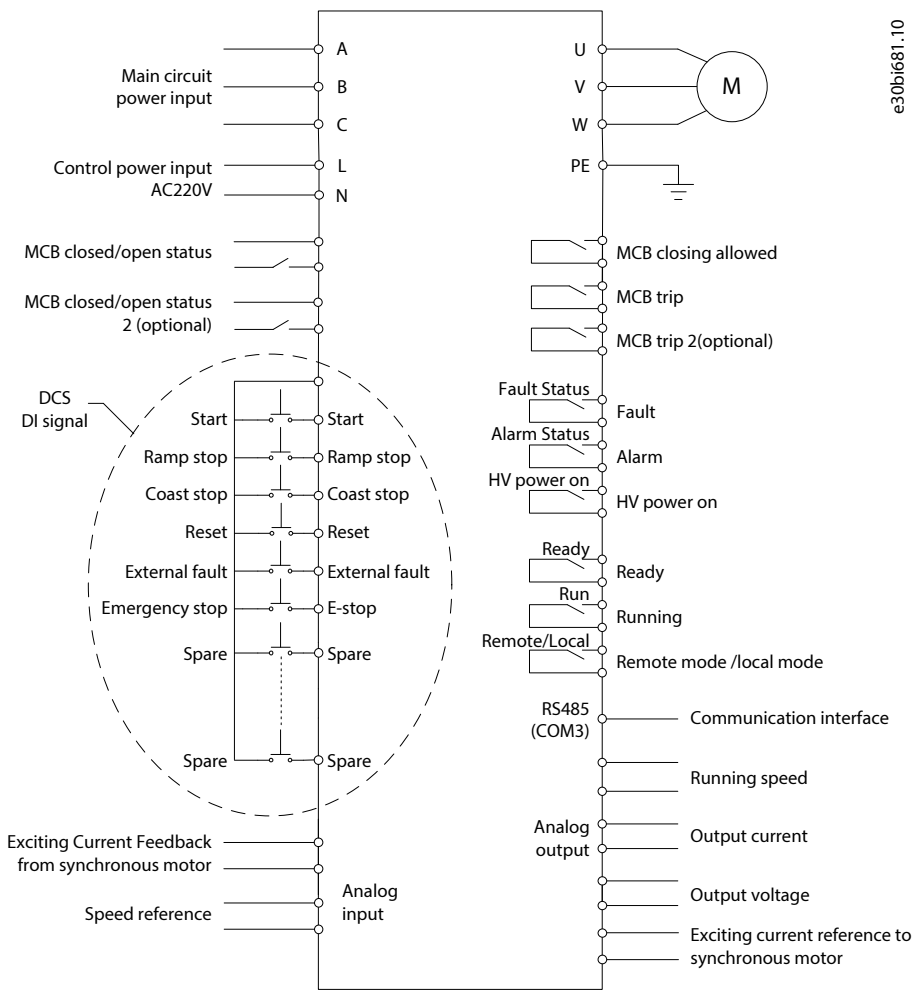 e30bi681.10
Main circuit
power input
A
B
C
Control power input
AC220V
L
N
MCB closed/open status
MCB closed/open status
2 (optional)
DCS
DI signal
Start
Start
Ramp stop
Ramp stop
Coast stop
Coast stop
Reset
Reset
External fault
External fault
Emergency stop
E-stop
Spare
Spare
Spare
Spare
Exciting Current Feedback
from synchronous motor
Speed reference
Analog
input
U
V
W
M
PE
MCB closing allowed
MCB trip
MCB trip 2(optional)
Fault Status
Fault
Alarm Status
Alarm
HV power on
HV power on
Ready
Ready
Run
Running
Remote/Local
Remote mode /local mode
RS485
(COM3)
Communication interface
Running speed
Analog
output
Output current
Output voltage
Exciting current reference to
synchronous motor